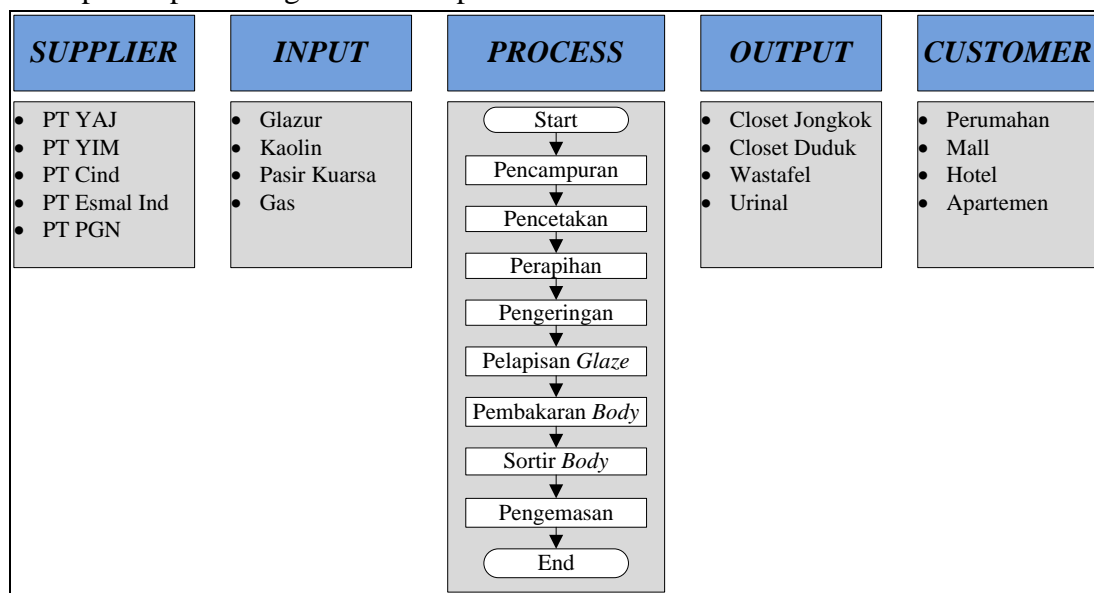 SUPPLIER
PT YAJ
PT YIM
PT Cind
PT Esmal Ind
PT PGN
INPUT
Glazur
Kaolin
Pasir Kuarsa
Gas
PROCESS
Start
Pencampuran
Pencetakan
Perapihan
Pengeringan
Pelapisan Glaze
Pembakaran Body
Sortir Body
Pengemasan
End
OUTPUT
Closet Jongkok
Closet Duduk
Wastafel
Urinal
CUSTOMER
Perumahan
Mall
Hotel
Apartemen